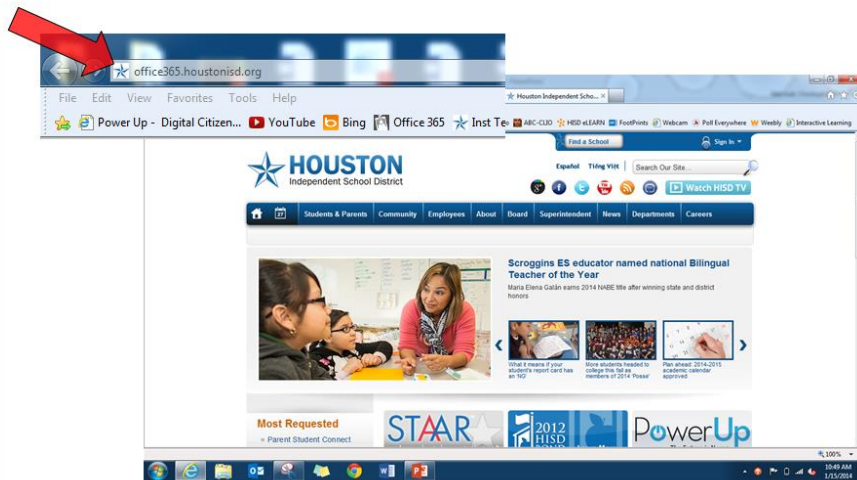 office365.houstonisd.org
File Edit View Favorites Tools Help
Power Up - Digital Citizen... YouTube Bing Office 365 Inst Te
Houston Independent Scho...
ABC-CLIO HISD eLEARN FootPrints Webcam Poll Everywhere Weebly Interactive Learning
Find a School Sign In
HOUSTON
Independent School District
Español Tiếng Việt Search Our Site...
Watch HISD TV
27 Students & Parents Community Employees About Board Superintendent News Departments Careers
Scroggins ES educator named national Bilingual
Teacher of the Year
Maria Elena Galán earns 2014 NABE title after winning state and district
honors
What it means if your
student's report card has
an 'NG'
More students headed to
college this fall as
members of 2014 'Posse'
Plan ahead: 2014-2015
academic calendar
approved
Most Requested
» Parent Student Connect
STAAR
2012
HISD
PowerUp
100%
10:49 AM
1/15/2014